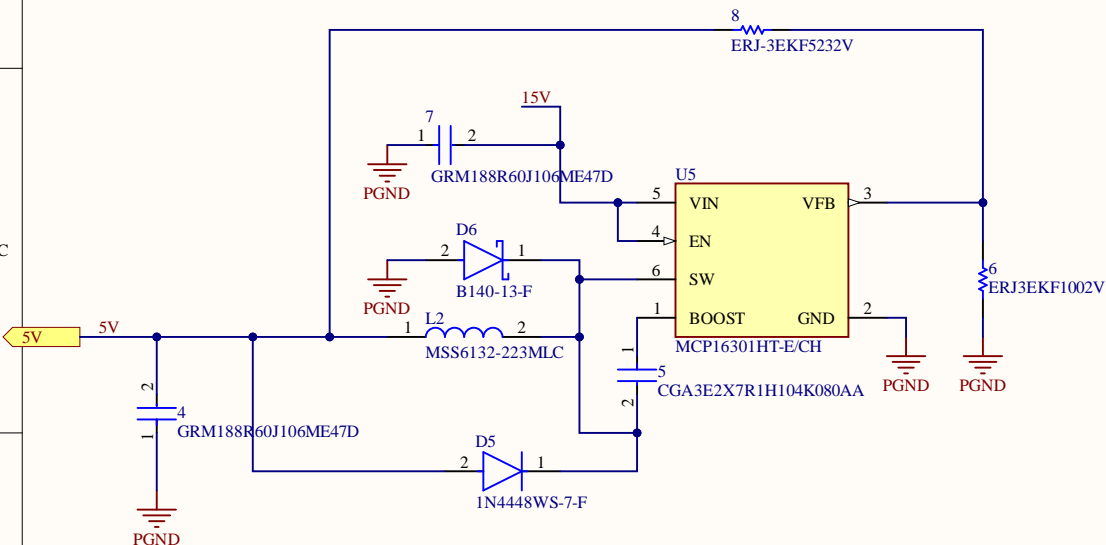 8
ERJ-3EKF5232V
15V
7
1 2
GRM188R60J106ME47D
PGND
U5
5 VIN VFB 3
4 EN
C
D6
2 1
6 SW
6
ERJ3EKF1002V
PGND
B140-13-F
1 BOOST GND 2
L2
5V 5V
1 2
MSS6132-223MLC
MCP16301HT-E/CH
1
5
CGA3E2X7R1H104K080AA
2
PGND PGND
2
4
GRM188R60J106ME47D
1
D5
2 1
1N4448WS-7-F
PGND